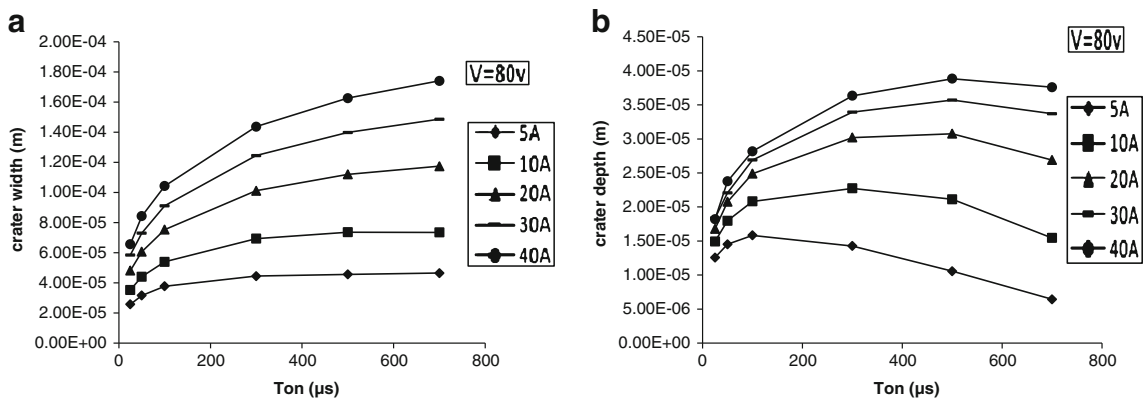 a
2.00E-04
1.80E-04
1.60E-04
1.40E-04
1.20E-04
1.00E-04
8.00E-05
6.00E-05
4.00E-05
2.00E-05
0.00E+00
crater width (m)
0
200
400
600
800
Ton (µs)
V=80v
5A
10A
20A
30A
40A
b
4.50E-05
4.00E-05
3.50E-05
3.00E-05
2.50E-05
2.00E-05
1.50E-05
1.00E-05
5.00E-06
0.00E+00
crater depth (m)
0
200
400
600
800
Ton (µs)
V=80v
5A
10A
20A
30A
40A